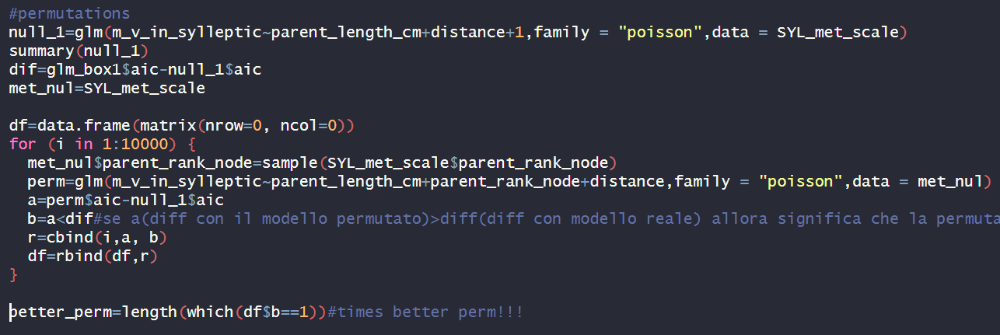 #permutations
null_1=glm(m_v_in_sylleptic~parent_length_cm+distance+1,family = "poisson",data = SYL_met_scale)
summary(null_1)
dif=glm_box1$aic-null_1$aic
met_nul=SYL_met_scale
df=data.frame(matrix(nrow=0, ncol=0))
for (i in 1:10000) {
met_nul$parent_rank_node=sample(SYL_met_scale$parent_rank_node)
perm=glm(m_v_in_sylleptic~parent_length_cm+parent_rank_node+distance,family = "poisson",data = met_nul)
a=perm$aic-null_1$aic
b=a<dif#se a(diff con il modello permutato)>diff(diff con modello reale) allora significa che la permuta
r=cbind(i,a, b)
df=rbind(df,r)
}
better_perm=length(which(df$b==1))#times better perm!!!